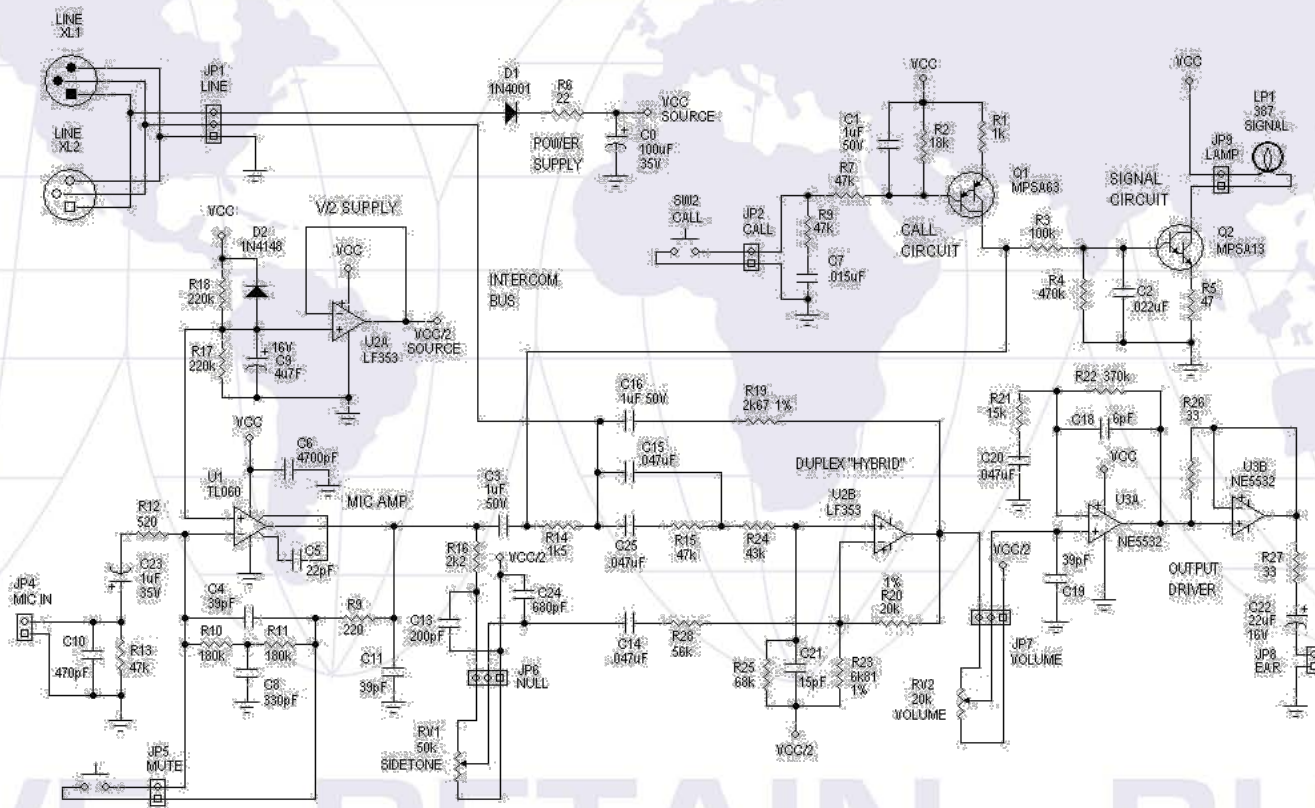 LINE
XL1
JP1
LINE
LINE
XL2
D1
1N4001
R6
22
VCC
SOURCE
POWER
SUPPLY
C0
100uF
35V
VCC
C1
1uF
50V
R2
18k
R1
1k
R7
47k
Q1
MPSA63
VCC
LP1
387
SIGNAL
JP9
LAMP
SIGNAL
CIRCUIT
SW2
CALL
JP2
CALL
R9
47k
C7
.015uF
CALL
CIRCUIT
R3
100k
Q2
MPSA13
R4
470k
C2
.022uF
R5
47
VCC
V/2 SUPPLY
D2
1N4148
VCC
R18
220k
R17
220k
16V
C9
4u7F
U2A
LF353
VCC/2
SOURCE
INTERCOM
BUS
VCC
C6
4700pF
U1
TL060
MIC AMP
R12
520
C5
22pF
C23
1uF
35V
JP4
MIC IN
C10
470pF
R13
47k
C4
39pF
R10
180k
R11
180k
C8
330pF
R9
220
C11
39pF
JP5
MUTE
C3
1uF
50V
R16
2k2
VCC/2
C24
680pF
C13
200pF
JP6
NULL
RV1
50k
SIDETONE
C16
1uF 50V
R19
2k67 1%
C15
.047uF
R14
1k5
C25
.047uF
R15
47k
R24
43k
DUPLEX "HYBRID"
U2B
LF353
C14
.047uF
R28
56k
1%
R20
20k
R25
68k
C21
15pF
R23
6k81
1%
VCC/2
R21
15k
C20
.047uF
R22 370k
C18
6pF
VCC
U3A
NE5532
R26
33
U3B
NE5532
VCC/2
39pF
C19
OUTPUT
DRIVER
JP7
VOLUME
RV2
20k
VOLUME
R27
33
C22
22uF
16V
JP8
EAR